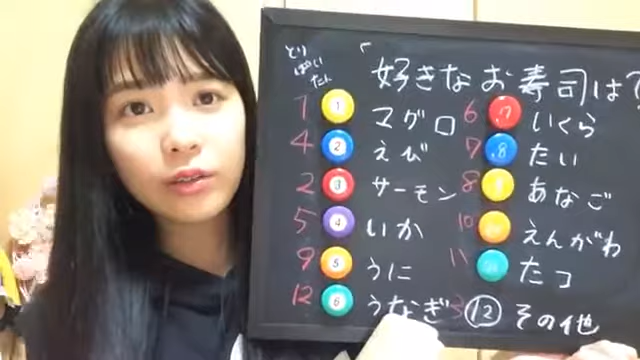 とりぱいたん
「好きなお寿司は?
1 ① マグロ
4 ② えび
2 ③ サーモン
5 ④ いか
9 ⑤ うに
12 ⑥ うなぎ
6 7 いくら
7 8 たい
8 9 あなご
10 えんがわ
11 たコ
3 ⑫ その他